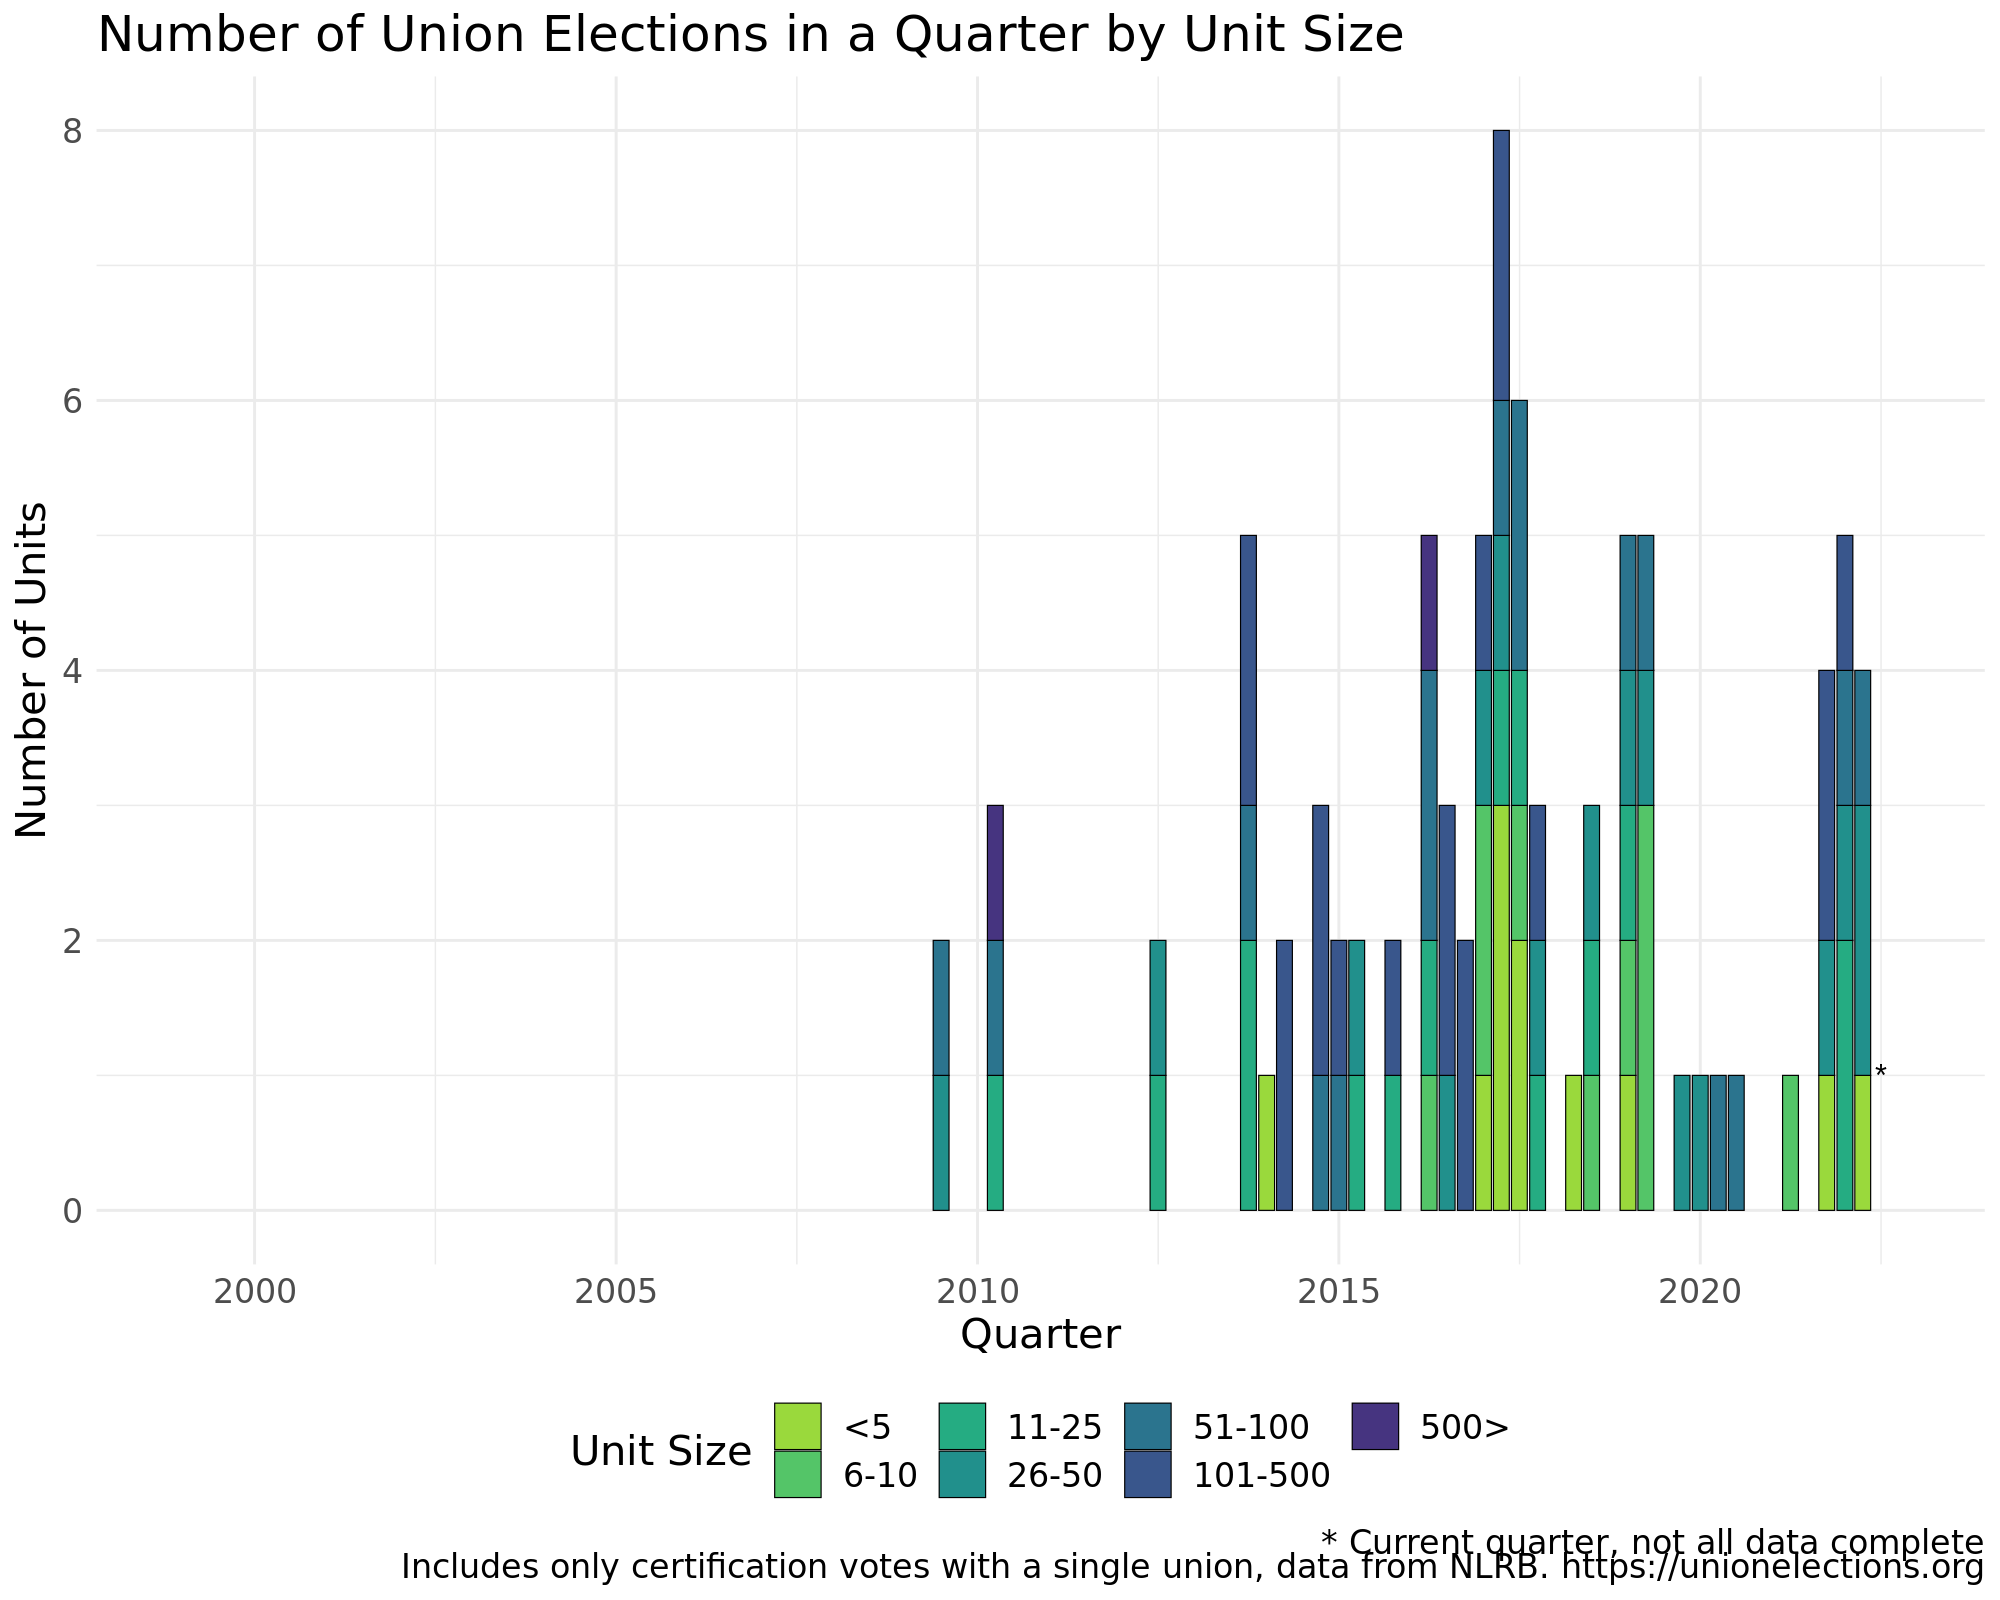 Number of Union Elections in a Quarter by Unit Size
Number of Units
8
6
4
2
0
*
2000 2005 2010 2015 2020
Quarter
Unit Size
<5 11-25 51-100 500>
6-10 26-50 101-500
* Current quarter, not all data complete
Includes only certification votes with a single union, data from NLRB. https://unionelections.org